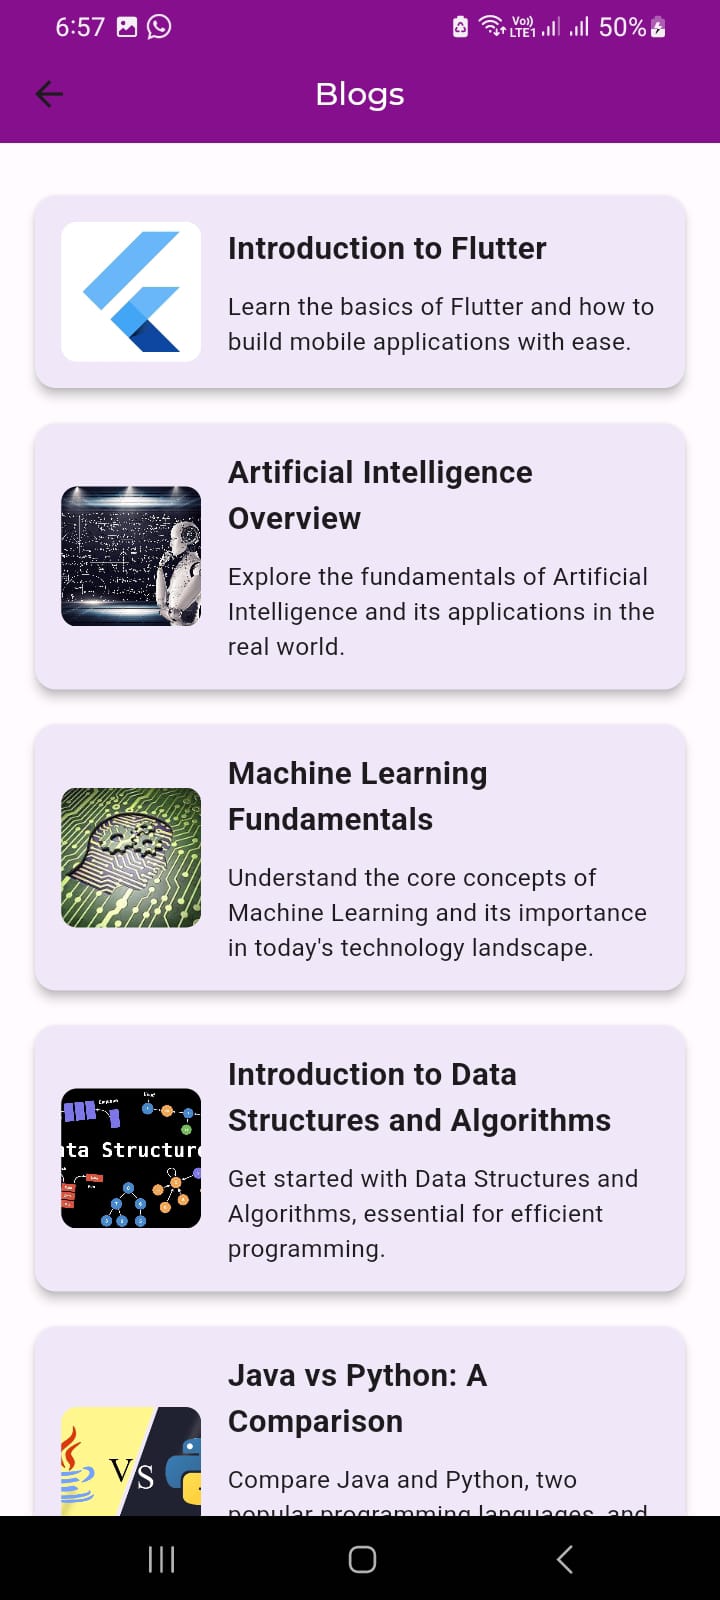 6:57
Vo))
LTE1
50%
Blogs
Introduction to Flutter
Learn the basics of Flutter and how to
build mobile applications with ease.
Artificial Intelligence
Overview
Explore the fundamentals of Artificial
Intelligence and its applications in the
real world.
Machine Learning
Fundamentals
Understand the core concepts of
Machine Learning and its importance
in today's technology landscape.
Introduction to Data
Structures and Algorithms
ta Structur
Get started with Data Structures and
Algorithms, essential for efficient
programming.
Java vs Python: A
Comparison
VS
Compare Java and Python, two
popular programming languages, and